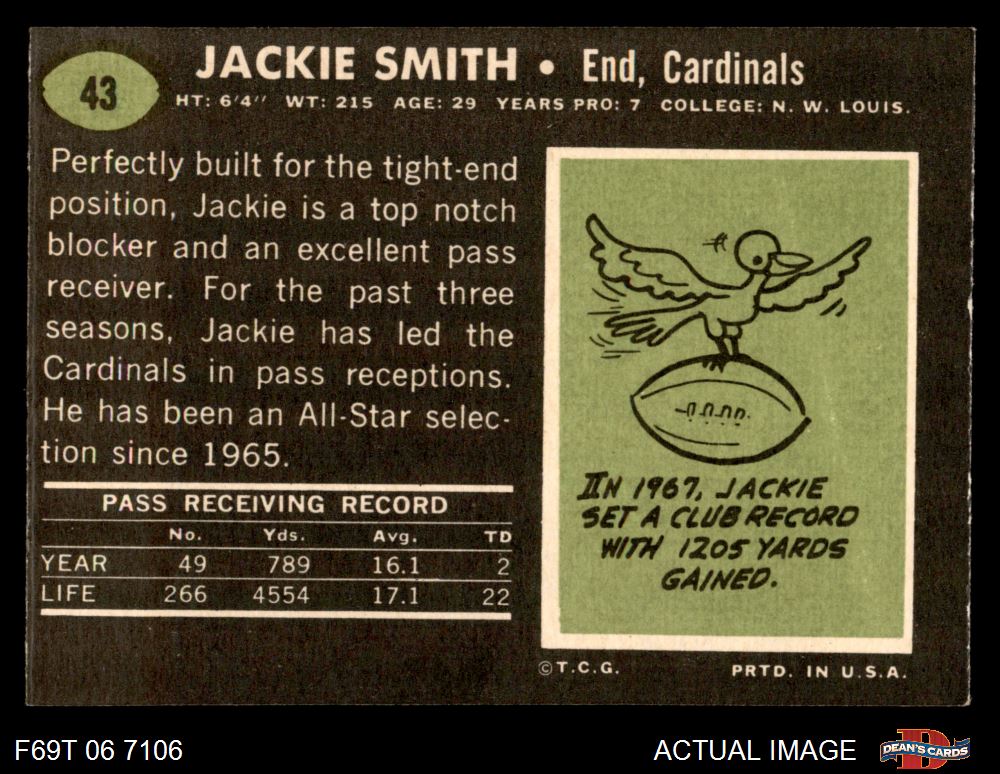 43
JACKIE SMITH • End, Cardinals
HT: 6'4" WT: 215 AGE: 29 YEARS PRO: 7 COLLEGE: N. W. LOUIS.
Perfectly built for the tight-end
position, Jackie is a top notch
blocker and an excellent pass
receiver. For the past three
seasons, Jackie has led the
Cardinals in pass receptions.
He has been an All-Star selec-
tion since 1965.
PASS RECEIVING RECORD
No. Yds. Avg. TD
YEAR 49 789 16.1 2
LIFE 266 4554 17.1 22
IN 1967, JACKIE
SET A CLUB RECORD
WITH 1205 YARDS
GAINED.
©T.C.G. PRTD. IN U.S.A.
F69T 06 7106 ACTUAL IMAGE DEAN'S CARDS